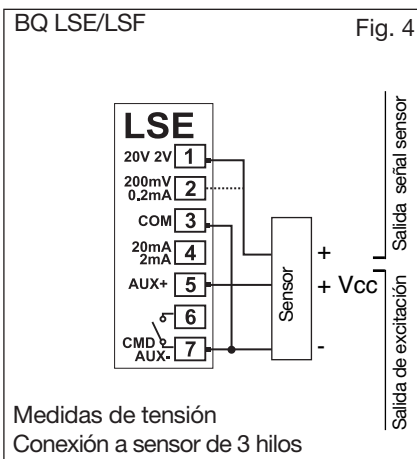 BQ LSE/LSF
Fig. 4
LSE
20V 2V 1
200mV
0.2mA 2
COM 3
20mA
2mA 4
AUX+ 5
6
CMD
AUX- 7
Sensor
+
+ Vcc
-
Salida señal sensor
Salida de excitación
Medidas de tensión
Conexión a sensor de 3 hilos